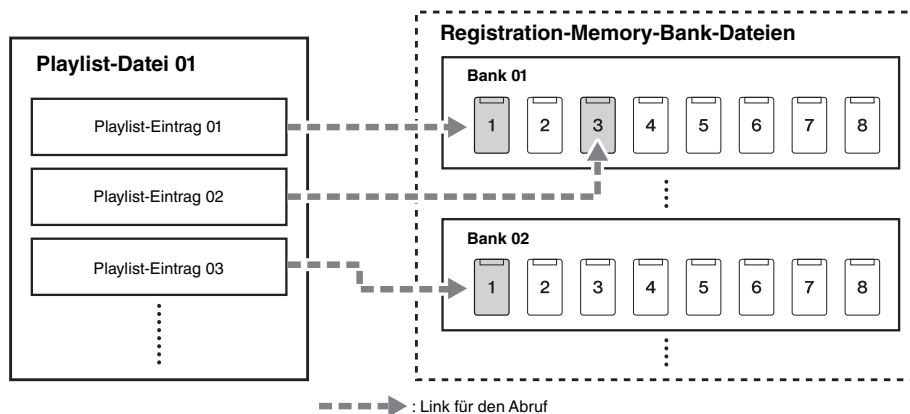 Playlist-Datei 01
Playlist-Eintrag 01
Playlist-Eintrag 02
Playlist-Eintrag 03
Registration-Memory-Bank-Dateien
Bank 01
1 2 3 4 5 6 7 8
Bank 02
1 2 3 4 5 6 7 8
: Link für den Abruf